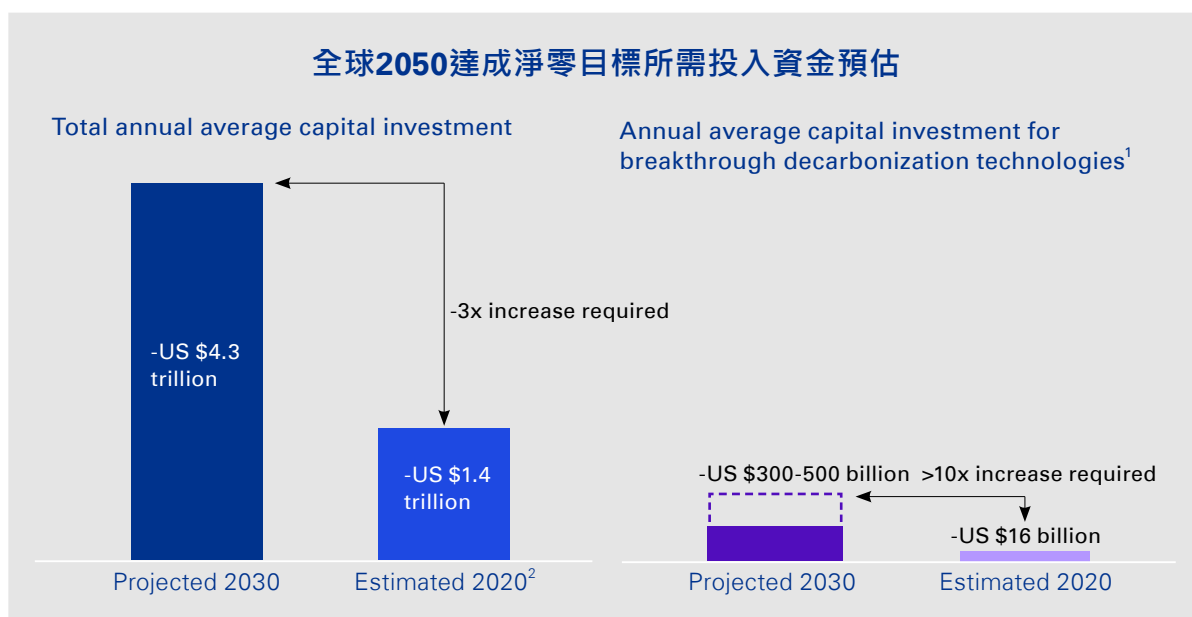 全球2050達成淨零目標所需投入資金預估
Total annual average capital investment
-US $4.3
trillion
-3x increase required
-US $1.4
trillion
Projected 2030
Estimated 2020²
Annual average capital investment for
breakthrough decarbonization technologies¹
-US $300-500 billion
>10x increase required
-US $16 billion
Projected 2030
Estimated 2020